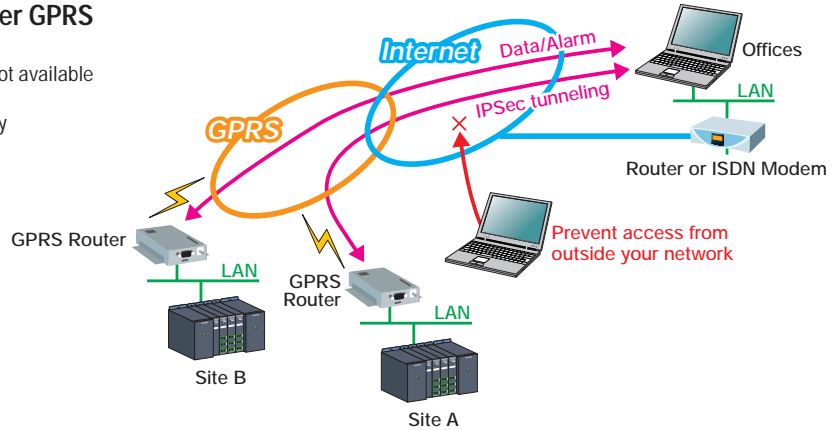 er GPRS
ot available
y
Internet
Data/Alarm
IPSec tunneling
GPRS
Offices
LAN
Router or ISDN Modem
Prevent access from
outside your network
GPRS Router
LAN
Site B
GPRS
Router
LAN
Site A